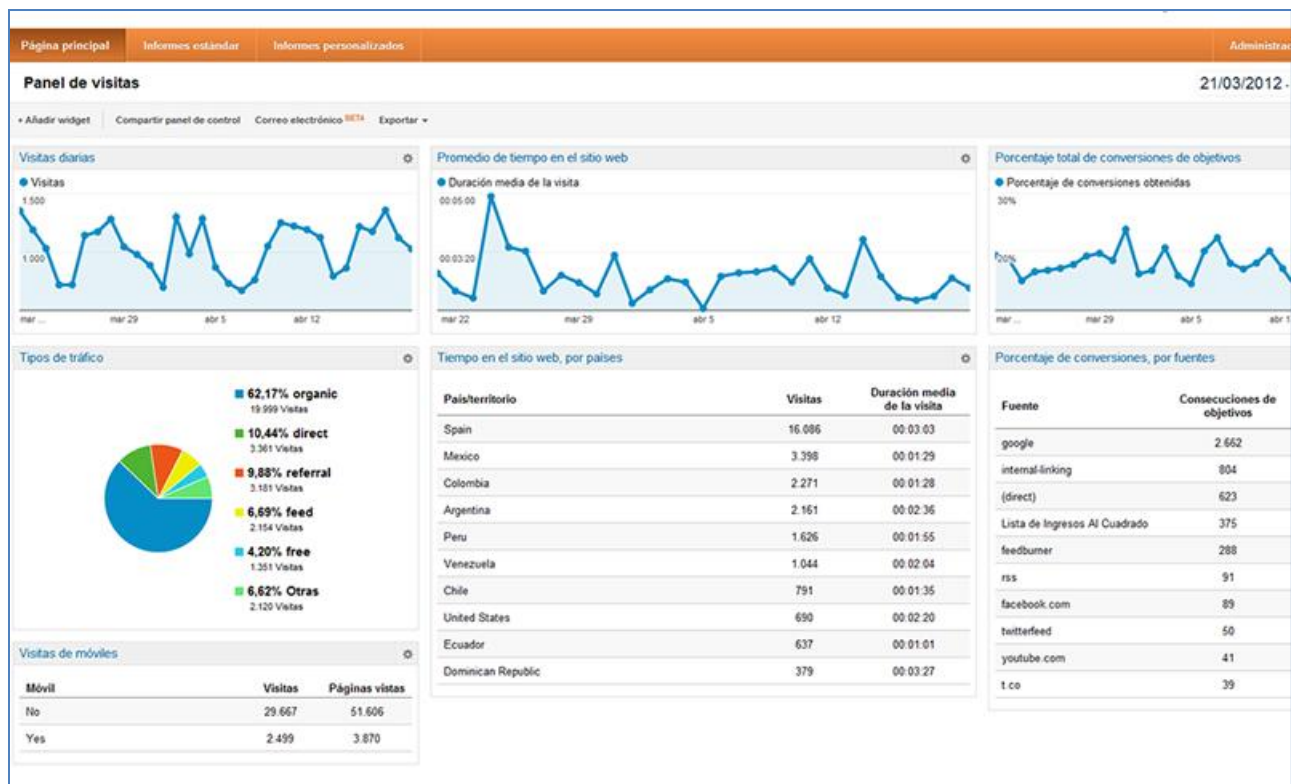 Página principal Informes estándar Informes personalizados Administrac
Panel de visitas 21/03/2012 -
+ Añadir widget Compartir panel de control Correo electrónico BETA Exportar
Visitas diarias
Visitas
1.500
1.000
mar ... mar 29 abr 5 abr 12
Promedio de tiempo en el sitio web
Duración media de la visita
00:05:00
00:03:20
mar 22 mar 29 abr 5 abr 12
Porcentaje total de conversiones de objetivos
Porcentaje de conversiones obtenidas
30%
20%
mar ... mar 29 abr 5 abr 1
Tipos de tráfico
62,17% organic
19.999 Visitas
10,44% direct
3.361 Visitas
9,88% referral
3.181 Visitas
6,69% feed
2.154 Visitas
4,20% free
1.351 Visitas
6,62% Otras
2.120 Visitas
Tiempo en el sitio web, por países
País/territorio Visitas Duración media
de la visita
Spain 16.086 00:03:03
Mexico 3.398 00:01:29
Colombia 2.271 00:01:28
Argentina 2.161 00:02:36
Peru 1.626 00:01:55
Venezuela 1.044 00:02:04
Chile 791 00:01:35
United States 690 00:02:20
Ecuador 637 00:01:01
Dominican Republic 379 00:03:27
Porcentaje de conversiones, por fuentes
Fuente Consecuciones de
objetivos
google 2.662
internal-linking 804
(direct) 623
Lista de Ingresos Al Cuadrado 375
feedburner 288
rss 91
facebook.com 89
twitterfeed 50
youtube.com 41
t.co 39
Visitas de móviles
Móvil Visitas Páginas vistas
No 29.667 51.606
Yes 2.499 3.870